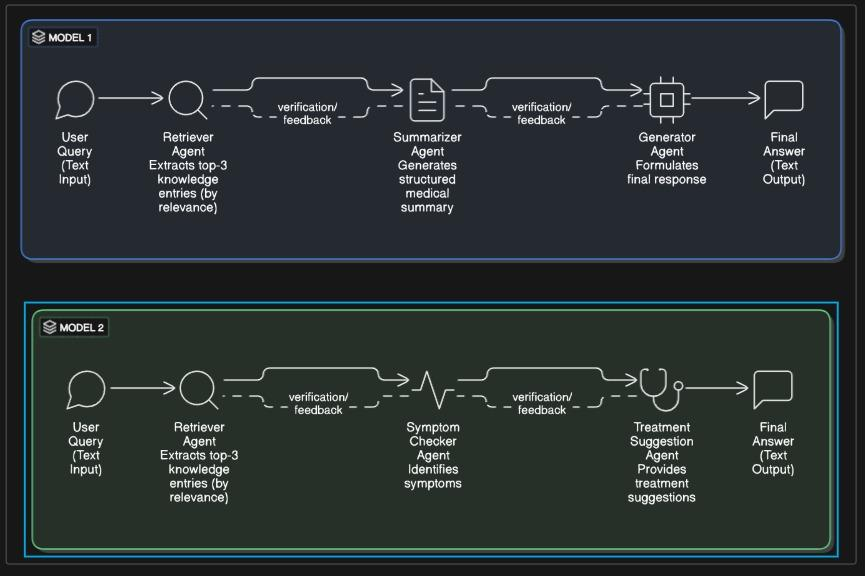 MODEL 1
verification/
feedback
verification/
feedback
User
Query
(Text
Input)
Retriever
Agent
Extracts top-3
knowledge
entries (by
relevance)
Summarizer
Agent
Generates
structured
medical
summary
Generator
Agent
Formulates
final response
Final
Answer
(Text
Output)
MODEL 2
verification/
feedback
verification/
feedback
User
Query
(Text
Input)
Retriever
Agent
Extracts top-3
knowledge
entries (by
relevance)
Symptom
Checker
Agent
Identifies
symptoms
Treatment
Suggestion
Agent
Provides
treatment
suggestions
Final
Answer
(Text
Output)